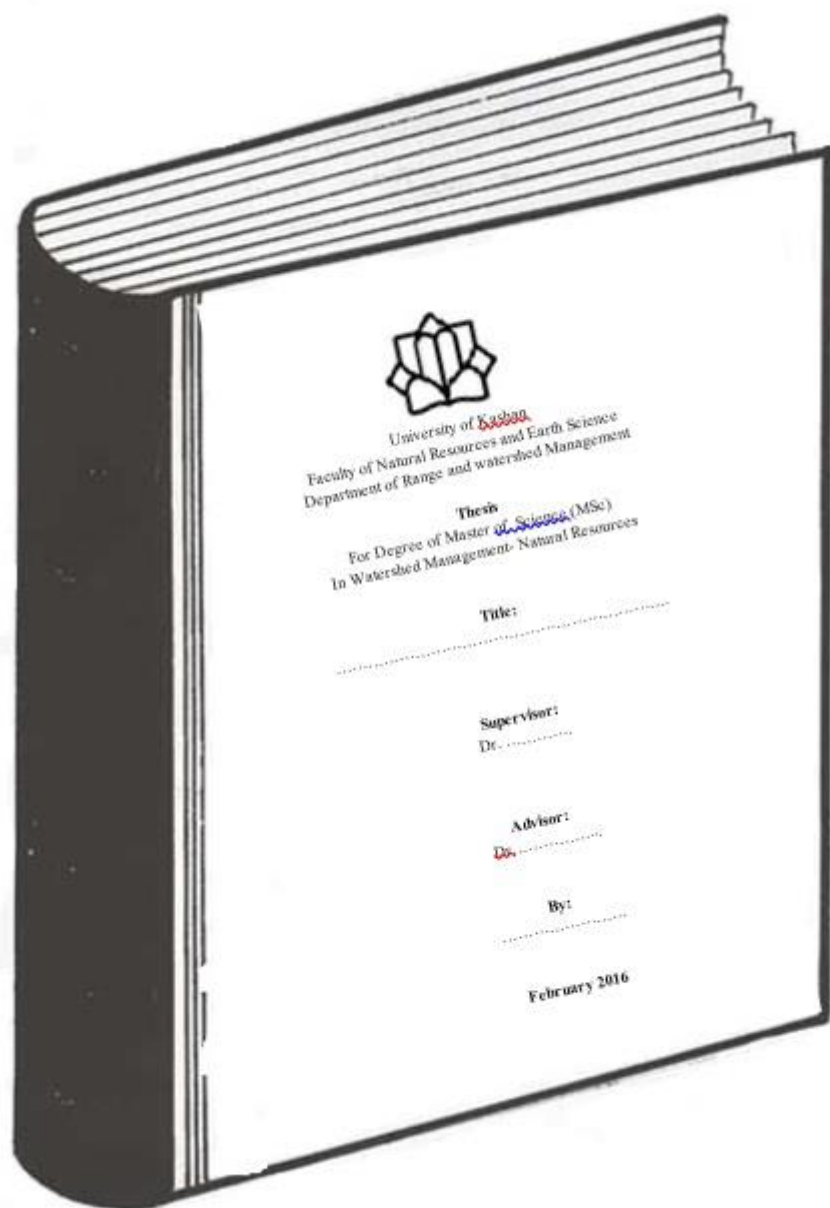 University of Kashan
Faculty of Natural Resources and Earth Science
Department of Range and watershed Management
Thesis
For Degree of Master of Science (MSc)
In Watershed Management- Natural Resources
Title:
................................................................................
Supervisor:
Dr. ................
Advisor:
Dr. ....................
By:
..............................
February 2016